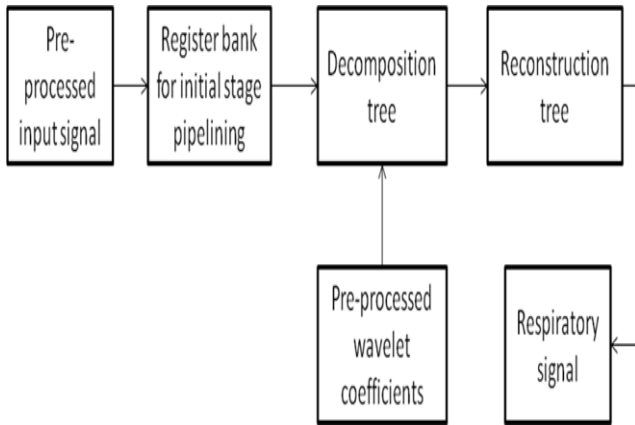 Pre-
processed
input signal
Register bank
for initial stage
pipelining
Decomposition
tree
Reconstruction
tree
Pre-processed
wavelet
coefficients
Respiratory
signal